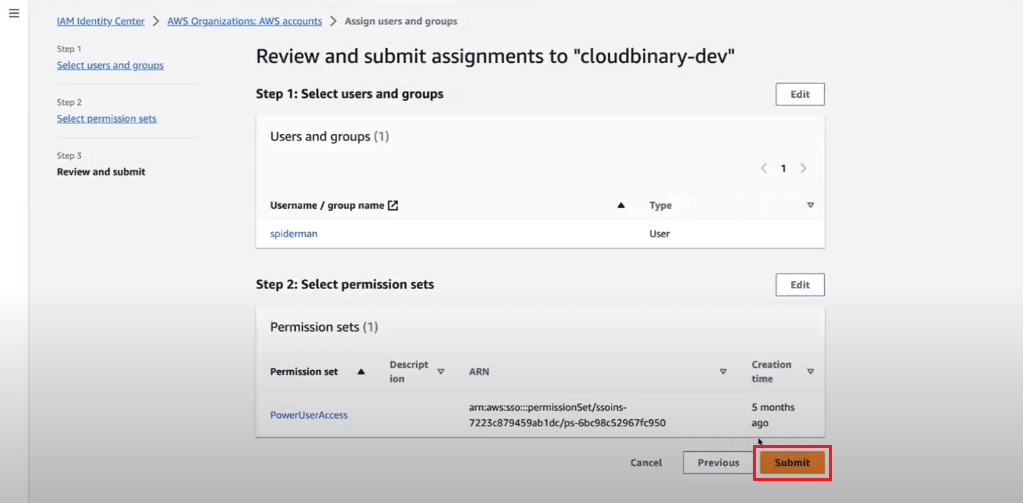 IAM Identity Center > AWS Organizations: AWS accounts > Assign users and groups
Step 1
Select users and groups
Step 2
Select permission sets
Step 3
Review and submit
Review and submit assignments to "cloudbinary-dev"
Step 1: Select users and groups
Edit
Users and groups (1)
< 1 >
Username / group name
Type
spiderman
User
Step 2: Select permission sets
Edit
Permission sets (1)
Permission set
Descript
ion
ARN
Creation
time
PowerUserAccess
arn:aws:sso:::permissionSet/ssoins-
7223c879459ab1dc/ps-6bc98c52967fc950
5 months
ago
Cancel
Previous
Submit